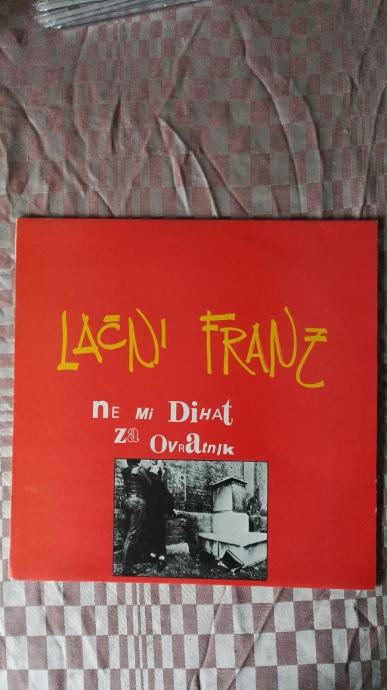 LAČNI FRANZ
NE Mi DiHAt
Za OVRAtNIK